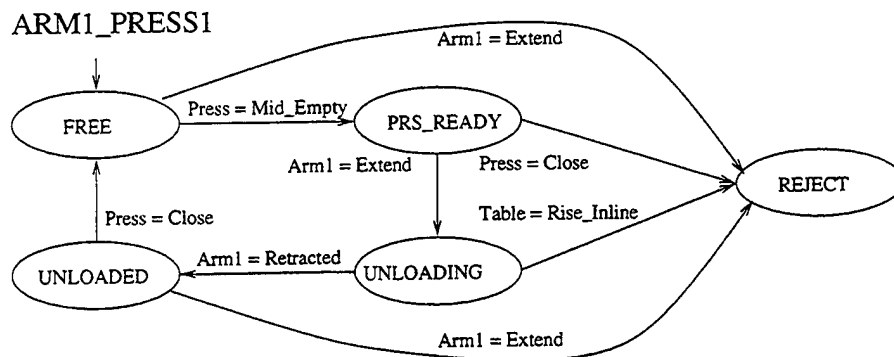 ARM1_PRESS1
Arm1 = Extend
Press = Mid_Empty
FREE
PRS_READY
Arm1 = Extend
Press = Close
REJECT
Press = Close
Table = Rise_Inline
Arm1 = Retracted
UNLOADED
UNLOADING
Arm1 = Extend